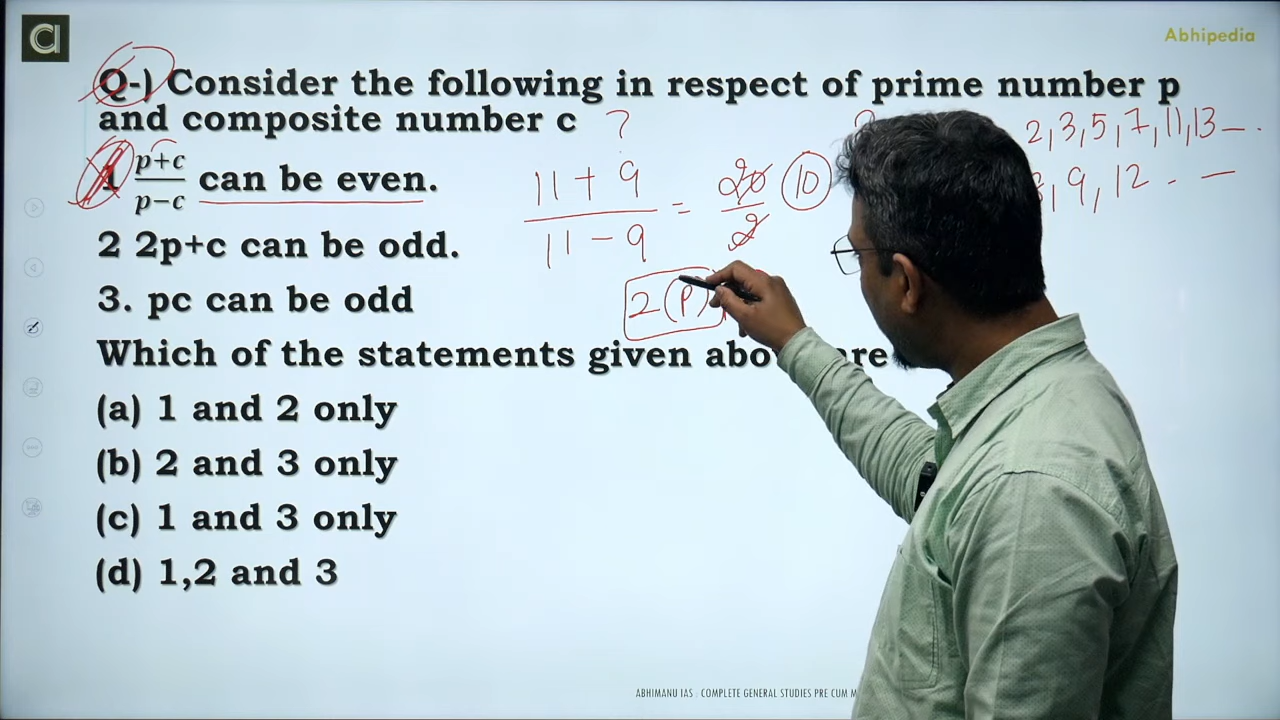 Abhipedia
Q-) Consider the following in respect of prime number p
and composite number c ?
2, 3, 5, 7, 11, 13 - .
9, 12 . . -
1 p+c/p−c can be even.
11 + 9 / 11 - 9 = 20/2 10
2 2p+c can be odd.
2(P)
3. pc can be odd
Which of the statements given are
(a) 1 and 2 only
(b) 2 and 3 only
(c) 1 and 3 only
(d) 1,2 and 3
ABHIMANU IAS : COMPLETE GENERAL STUDIES PRE CUM